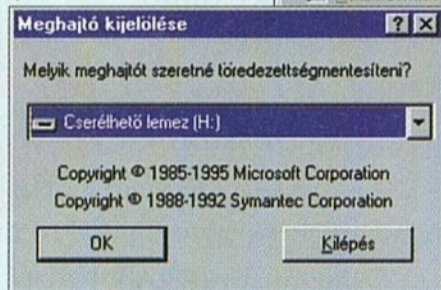 Meghajtó kijelölése
Melyik meghajtót szeretné töredezettségmentesíteni?
Cserélhető lemez (H:)
Copyright © 1985-1995 Microsoft Corporation
Copyright © 1988-1992 Symantec Corporation
OK
Kilépés